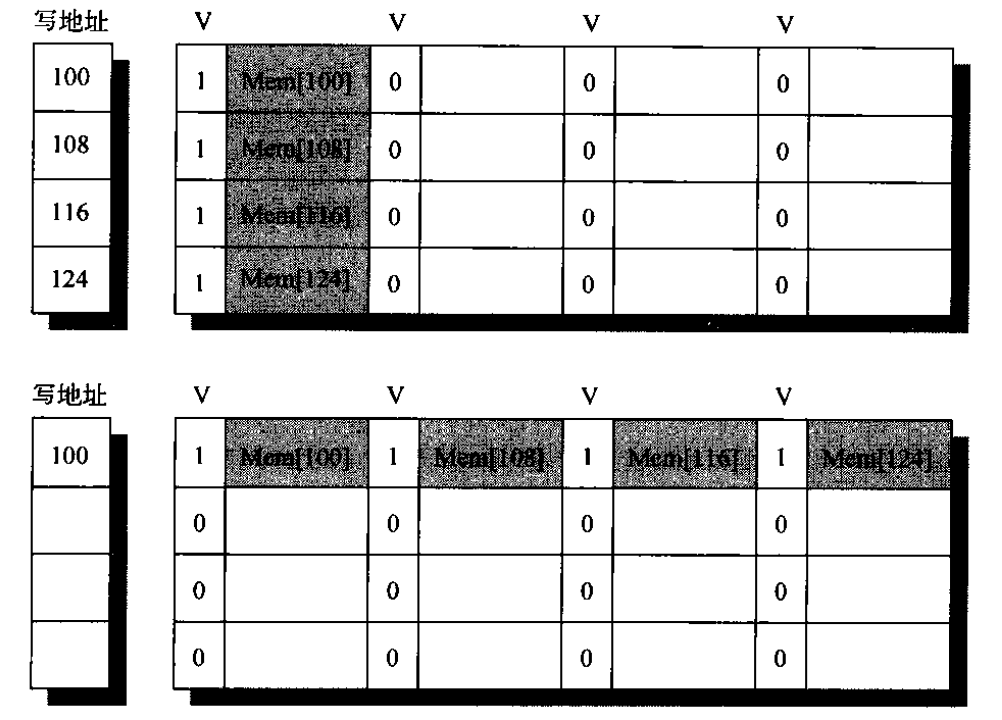 写地址 V V V V
100 1 Mem[100] 0 0 0
108 1 Mem[108] 0 0 0
116 1 Mem[116] 0 0 0
124 1 Mem[124] 0 0 0
写地址 V V V V
100 1 Mem[100] 1 Mem[108] 1 Mem[116] 1 Mem[124]
0 0 0 0
0 0 0 0
0 0 0 0